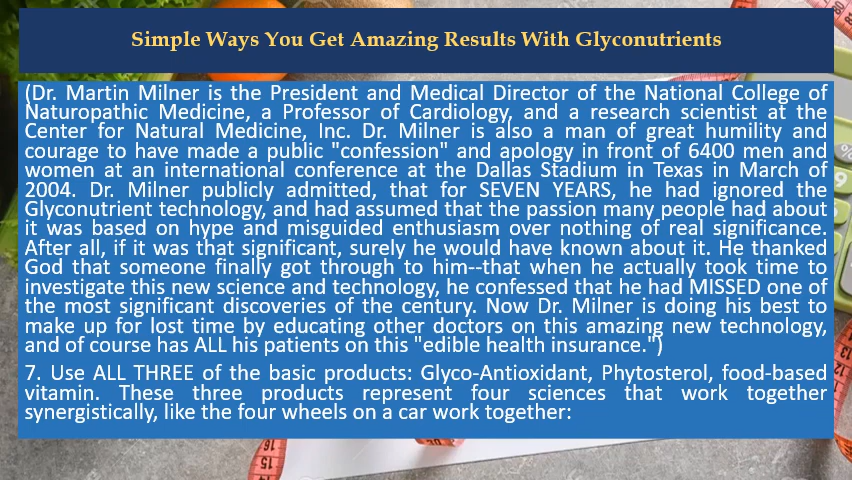 Simple Ways You Get Amazing Results With Glyconutrients
(Dr. Martin Milner is the President and Medical Director of the National College of
Naturopathic Medicine, a Professor of Cardiology, and a research scientist at the
Center for Natural Medicine, Inc. Dr. Milner is also a man of great humility and
courage to have made a public "confession" and apology in front of 6400 men and
women at an international conference at the Dallas Stadium in Texas in March of
2004. Dr. Milner publicly admitted, that for SEVEN YEARS, he had ignored the
Glyconutrient technology, and had assumed that the passion many people had about
it was based on hype and misguided enthusiasm over nothing of real significance.
After all, if it was that significant, surely he would have known about it. He thanked
God that someone finally got through to him--that when he actually took time to
investigate this new science and technology, he confessed that he had MISSED one of
the most significant discoveries of the century. Now Dr. Milner is doing his best to
make up for lost time by educating other doctors on this amazing new technology,
and of course has ALL his patients on this "edible health insurance.")
7. Use ALL THREE of the basic products: Glyco-Antioxidant, Phytosterol, food-based
vitamin. These three products represent four sciences that work together
synergistically, like the four wheels on a car work together:
16
15